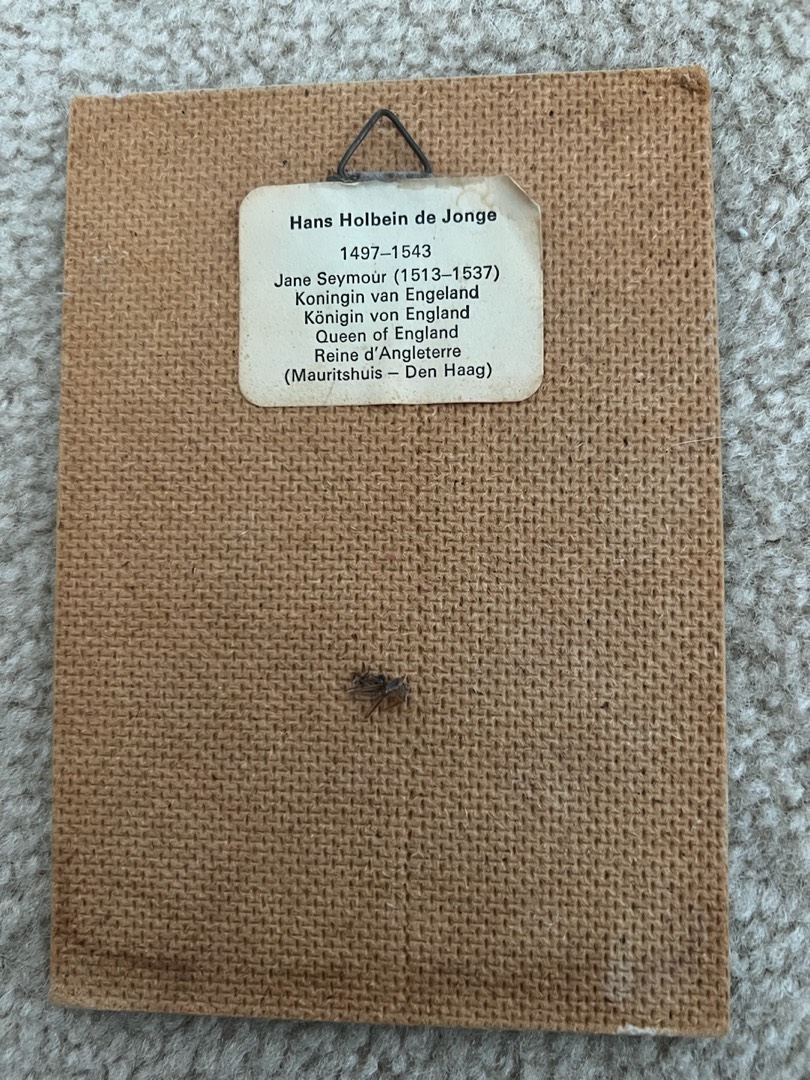 Hans Holbein de Jonge
1497–1543
Jane Seymour (1513–1537)
Koningin van Engeland
Königin von England
Queen of England
Reine d'Angleterre
(Mauritshuis – Den Haag)